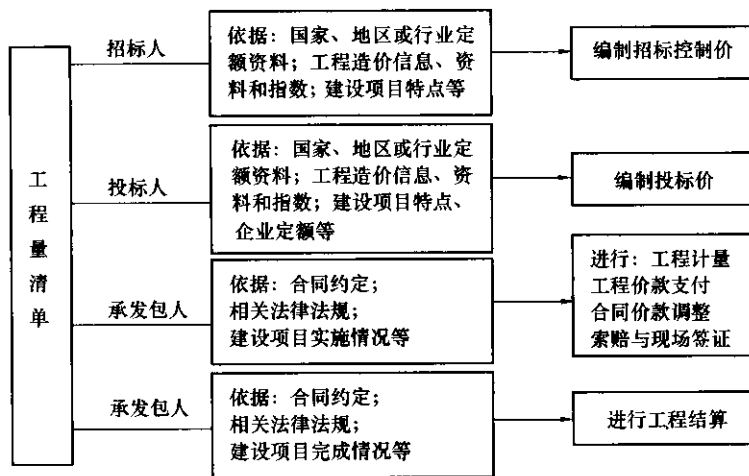 工程量清单
招标人
依据：国家、地区或行业定
额资料；工程造价信息、资
料和指数；建设项目特点等
编制招标控制价
投标人
依据：国家、地区或行业定
额资料；工程造价信息、资
料和指数；建设项目特点、
企业定额等
编制投标价
承发包人
依据：合同约定；
相关法律法规；
建设项目实施情况等
进行：工程计量
工程价款支付
合同价款调整
索赔与现场签证
承发包人
依据：合同约定；
相关法律法规；
建设项目完成情况等
进行工程结算